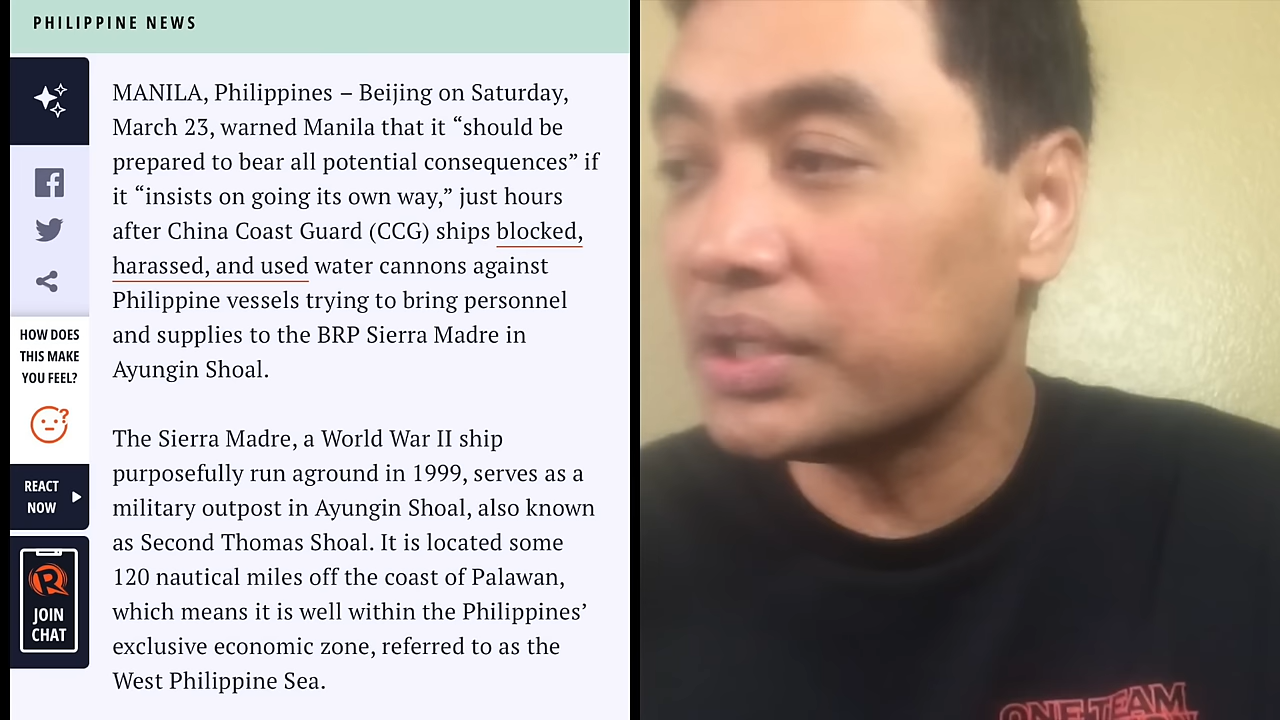 PHILIPPINE NEWS
MANILA, Philippines – Beijing on Saturday,
March 23, warned Manila that it “should be
prepared to bear all potential consequences” if
it “insists on going its own way,” just hours
after China Coast Guard (CCG) ships blocked,
harassed, and used water cannons against
Philippine vessels trying to bring personnel
and supplies to the BRP Sierra Madre in
Ayungin Shoal.
The Sierra Madre, a World War II ship
purposefully run aground in 1999, serves as a
military outpost in Ayungin Shoal, also known
as Second Thomas Shoal. It is located some
120 nautical miles off the coast of Palawan,
which means it is well within the Philippines’
exclusive economic zone, referred to as the
West Philippine Sea.
HOW DOES
THIS MAKE
YOU FEEL?
REACT
NOW
JOIN
CHAT
ONE TEAM